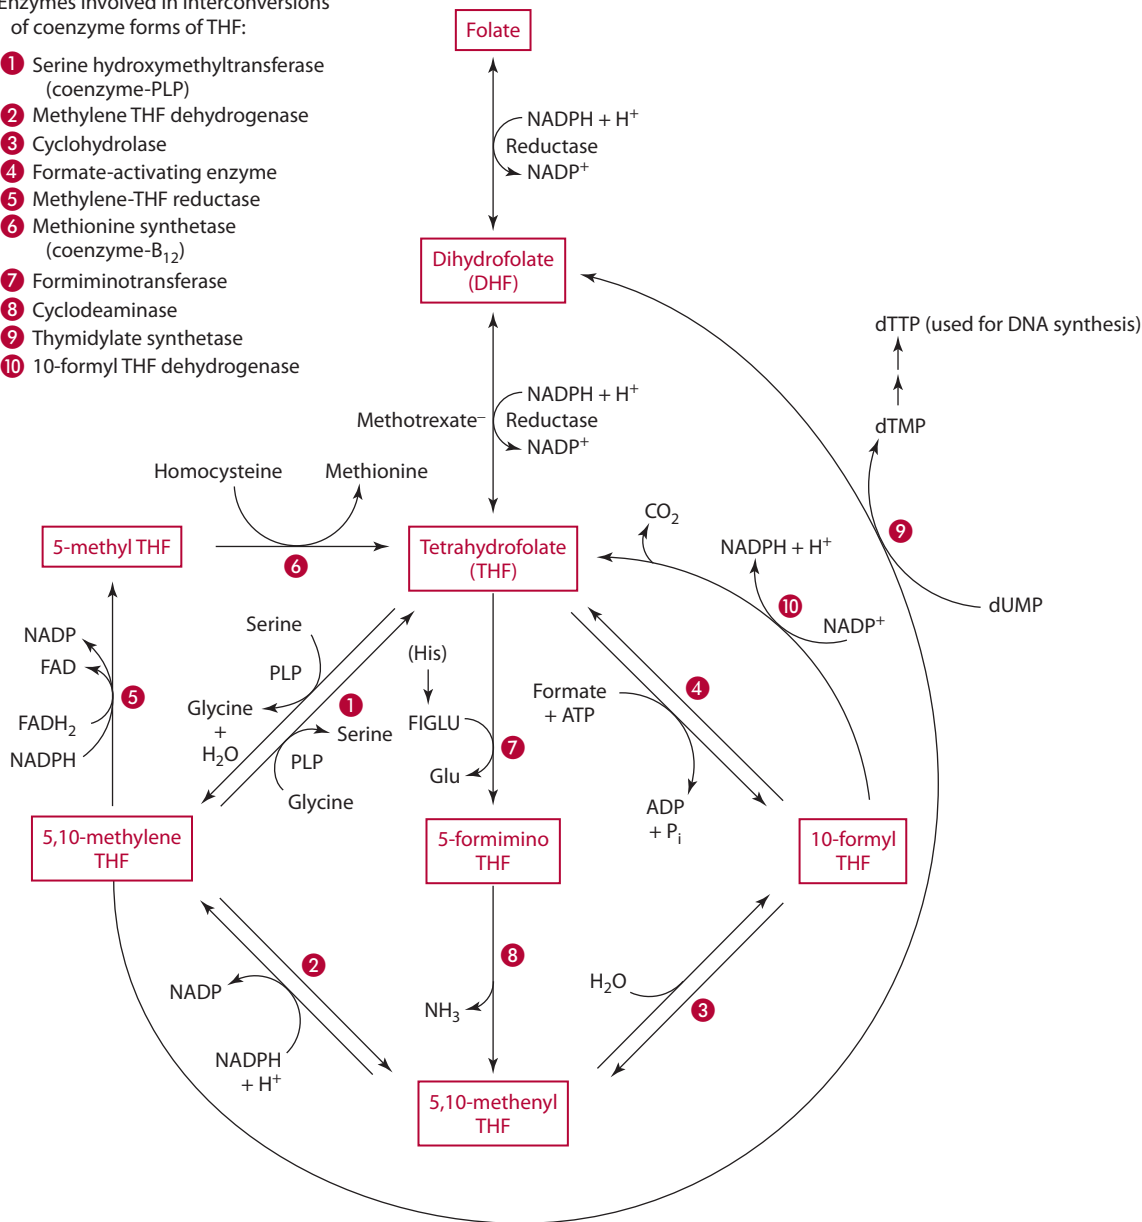 Enzymes involved in interconversions
of coenzyme forms of THF:
1 Serine hydroxymethyltransferase
(coenzyme-PLP)
2 Methylene THF dehydrogenase
3 Cyclohydrolase
4 Formate-activating enzyme
5 Methylene-THF reductase
6 Methionine synthetase
(coenzyme-B₁₂)
7 Formiminotransferase
8 Cyclodeaminase
9 Thymidylate synthetase
10 10-formyl THF dehydrogenase
Folate
NADPH + H⁺
Reductase
NADP⁺
Dihydrofolate
(DHF)
dTTP (used for DNA synthesis)
dTMP
9
dUMP
NADPH + H⁺
Methotrexate⁻
Reductase
NADP⁺
Homocysteine
Methionine
5-methyl THF
6
Tetrahydrofolate
(THF)
CO₂
NADPH + H⁺
10
NADP⁺
NADP
FAD
5
FADH₂
NADPH
Serine
PLP
Glycine
+
H₂O
1
Serine
PLP
Glycine
(His)
FIGLU
7
Glu
Formate
+ ATP
4
ADP
+ Pᵢ
5,10-methylene
THF
5-formimino
THF
10-formyl
THF
2
NADP
NADPH
+ H⁺
8
NH₃
H₂O
3
5,10-methenyl
THF